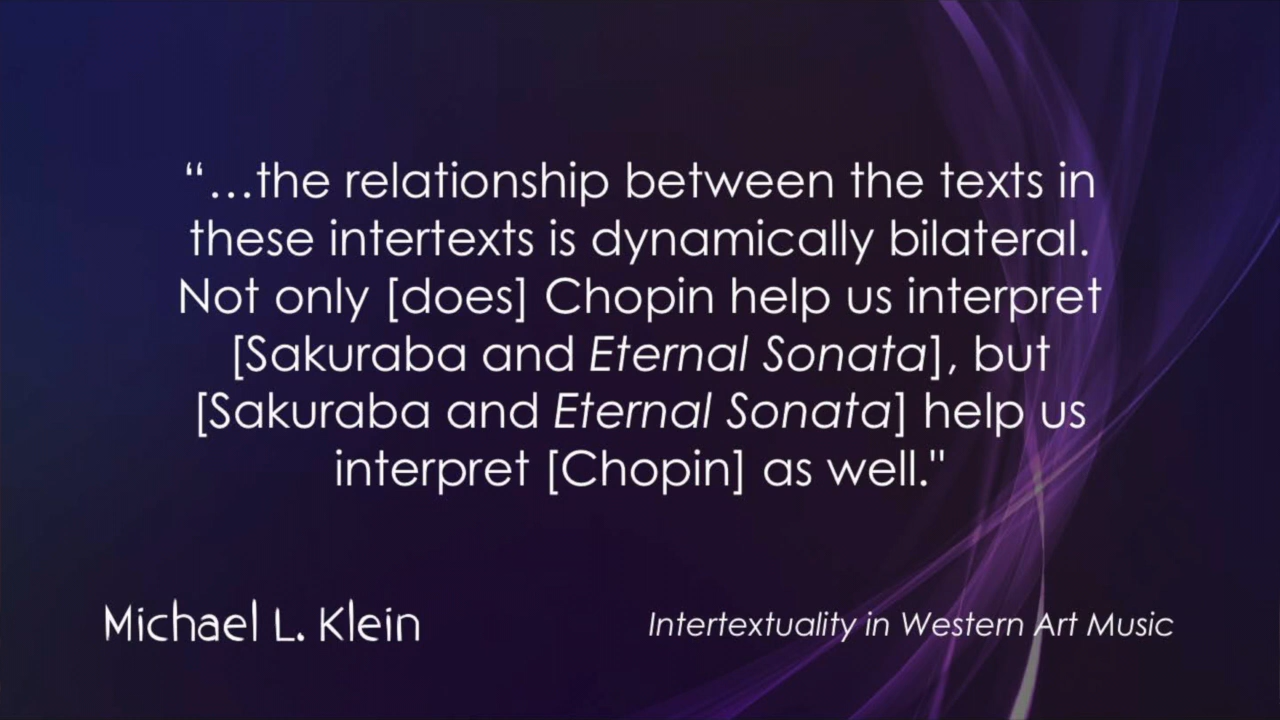 “…the relationship between the texts in
these intertexts is dynamically bilateral.
Not only [does] Chopin help us interpret
[Sakuraba and Eternal Sonata], but
[Sakuraba and Eternal Sonata] help us
interpret [Chopin] as well."
Michael L. Klein
Intertextuality in Western Art Music